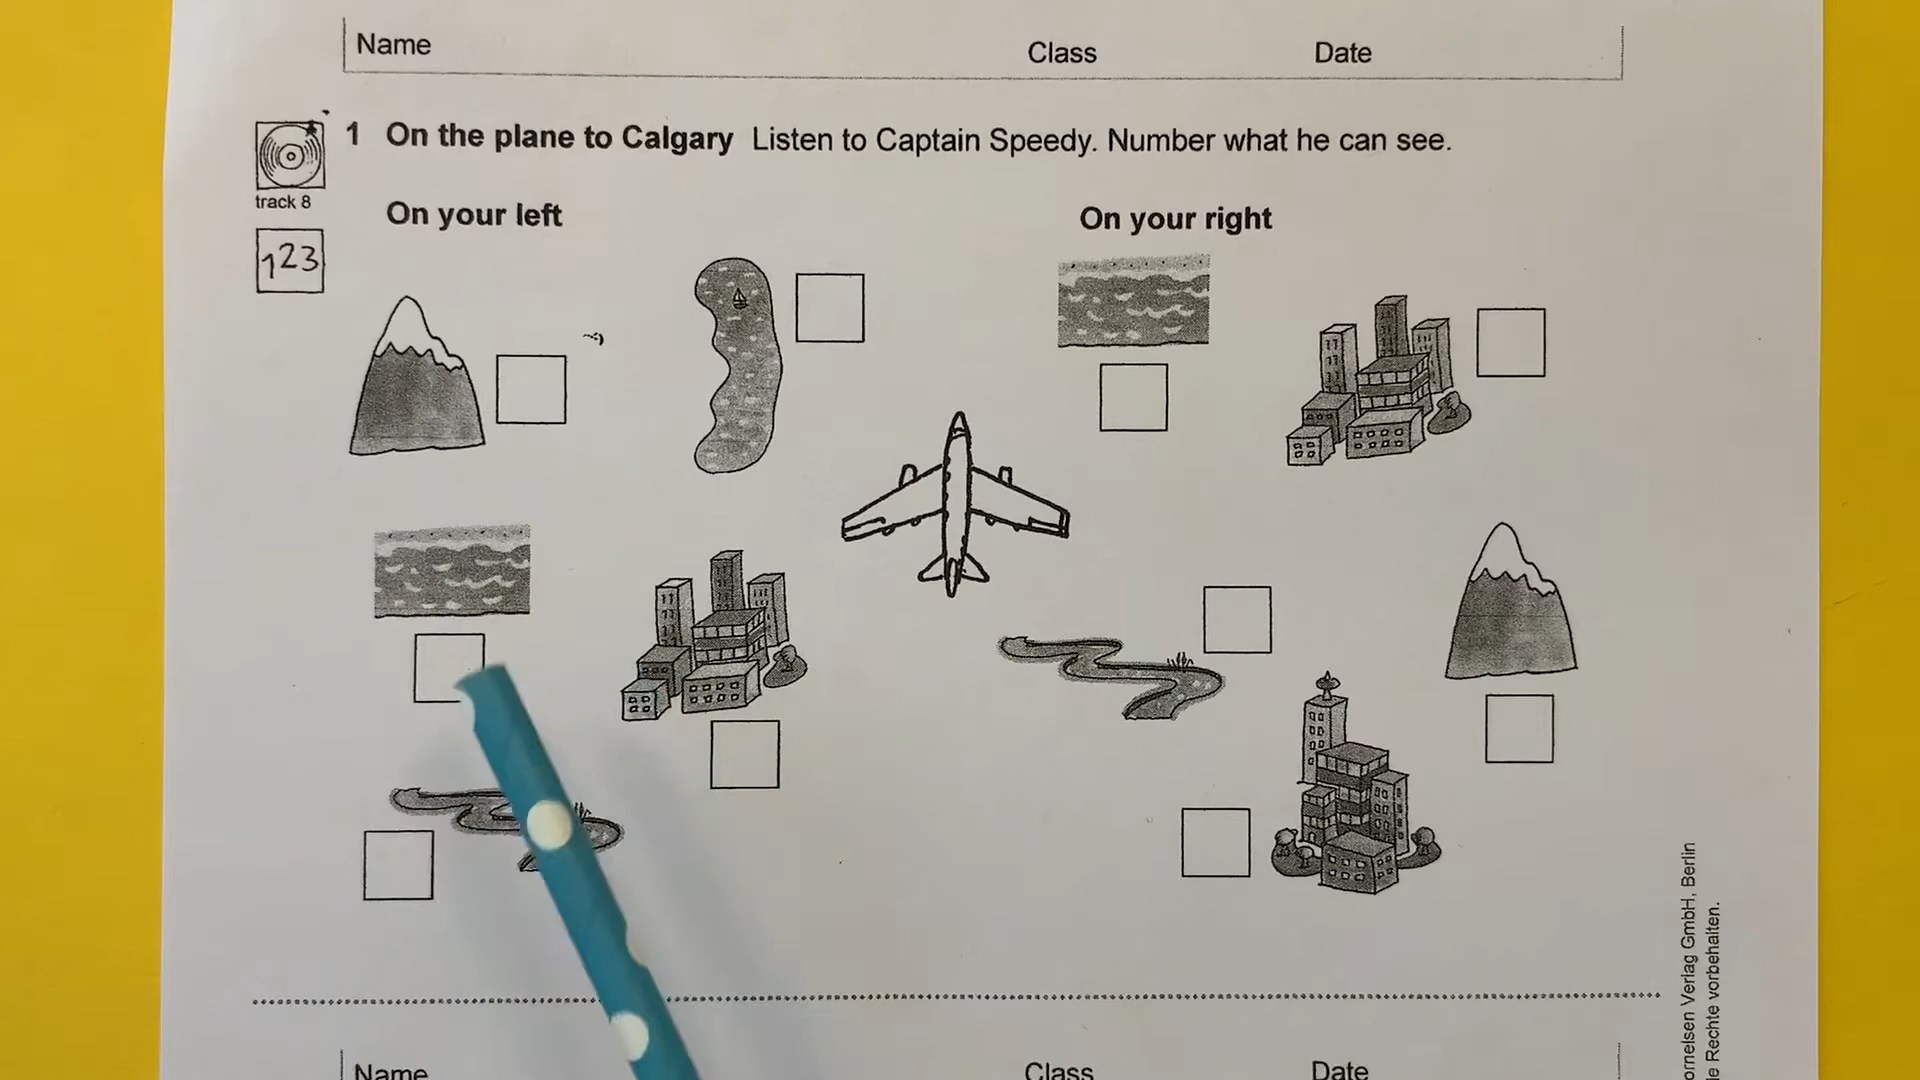 Name Class Date
1 On the plane to Calgary Listen to Captain Speedy. Number what he can see.
track 8
123
On your left On your right
ornelsen Verlag GmbH, Berlin
le Rechte vorbehalten.
Name Class Date